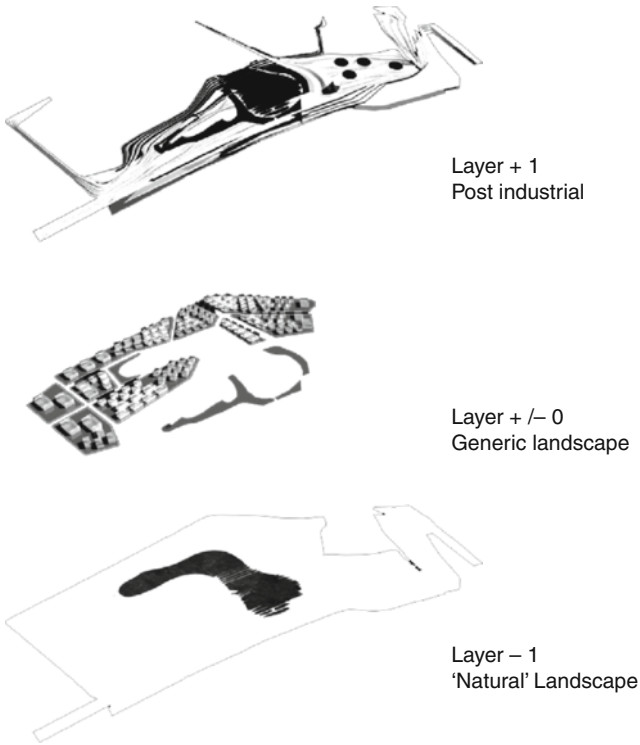 Layer + 1
Post industrial
Layer + /– 0
Generic landscape
Layer – 1
‘Natural’ Landscape